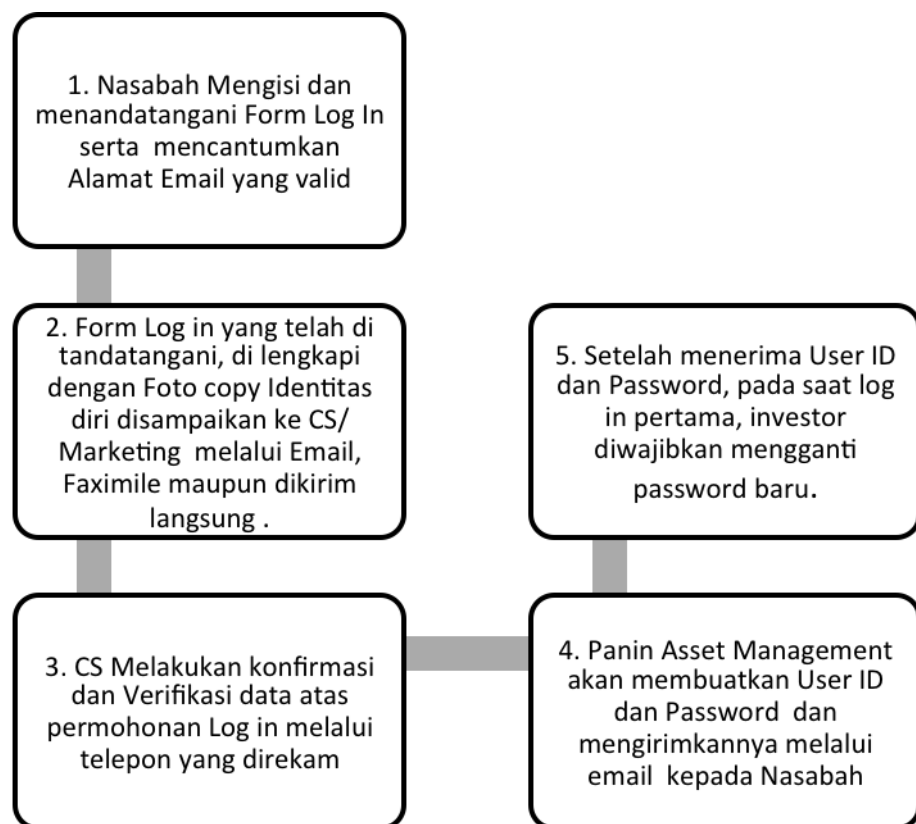 1. Nasabah Mengisi dan
menandatangani Form Log In
serta mencantumkan
Alamat Email yang valid
2. Form Log in yang telah di
tandatangani, di lengkapi
dengan Foto copy Identitas
diri disampaikan ke CS/
Marketing melalui Email,
Faximile maupun dikirim
langsung .
3. CS Melakukan konfirmasi
dan Verifikasi data atas
permohonan Log in melalui
telepon yang direkam
4. Panin Asset Management
akan membuatkan User ID
dan Password dan
mengirimkannya melalui
email kepada Nasabah
5. Setelah menerima User ID
dan Password, pada saat log
in pertama, investor
diwajibkan mengganti
password baru.